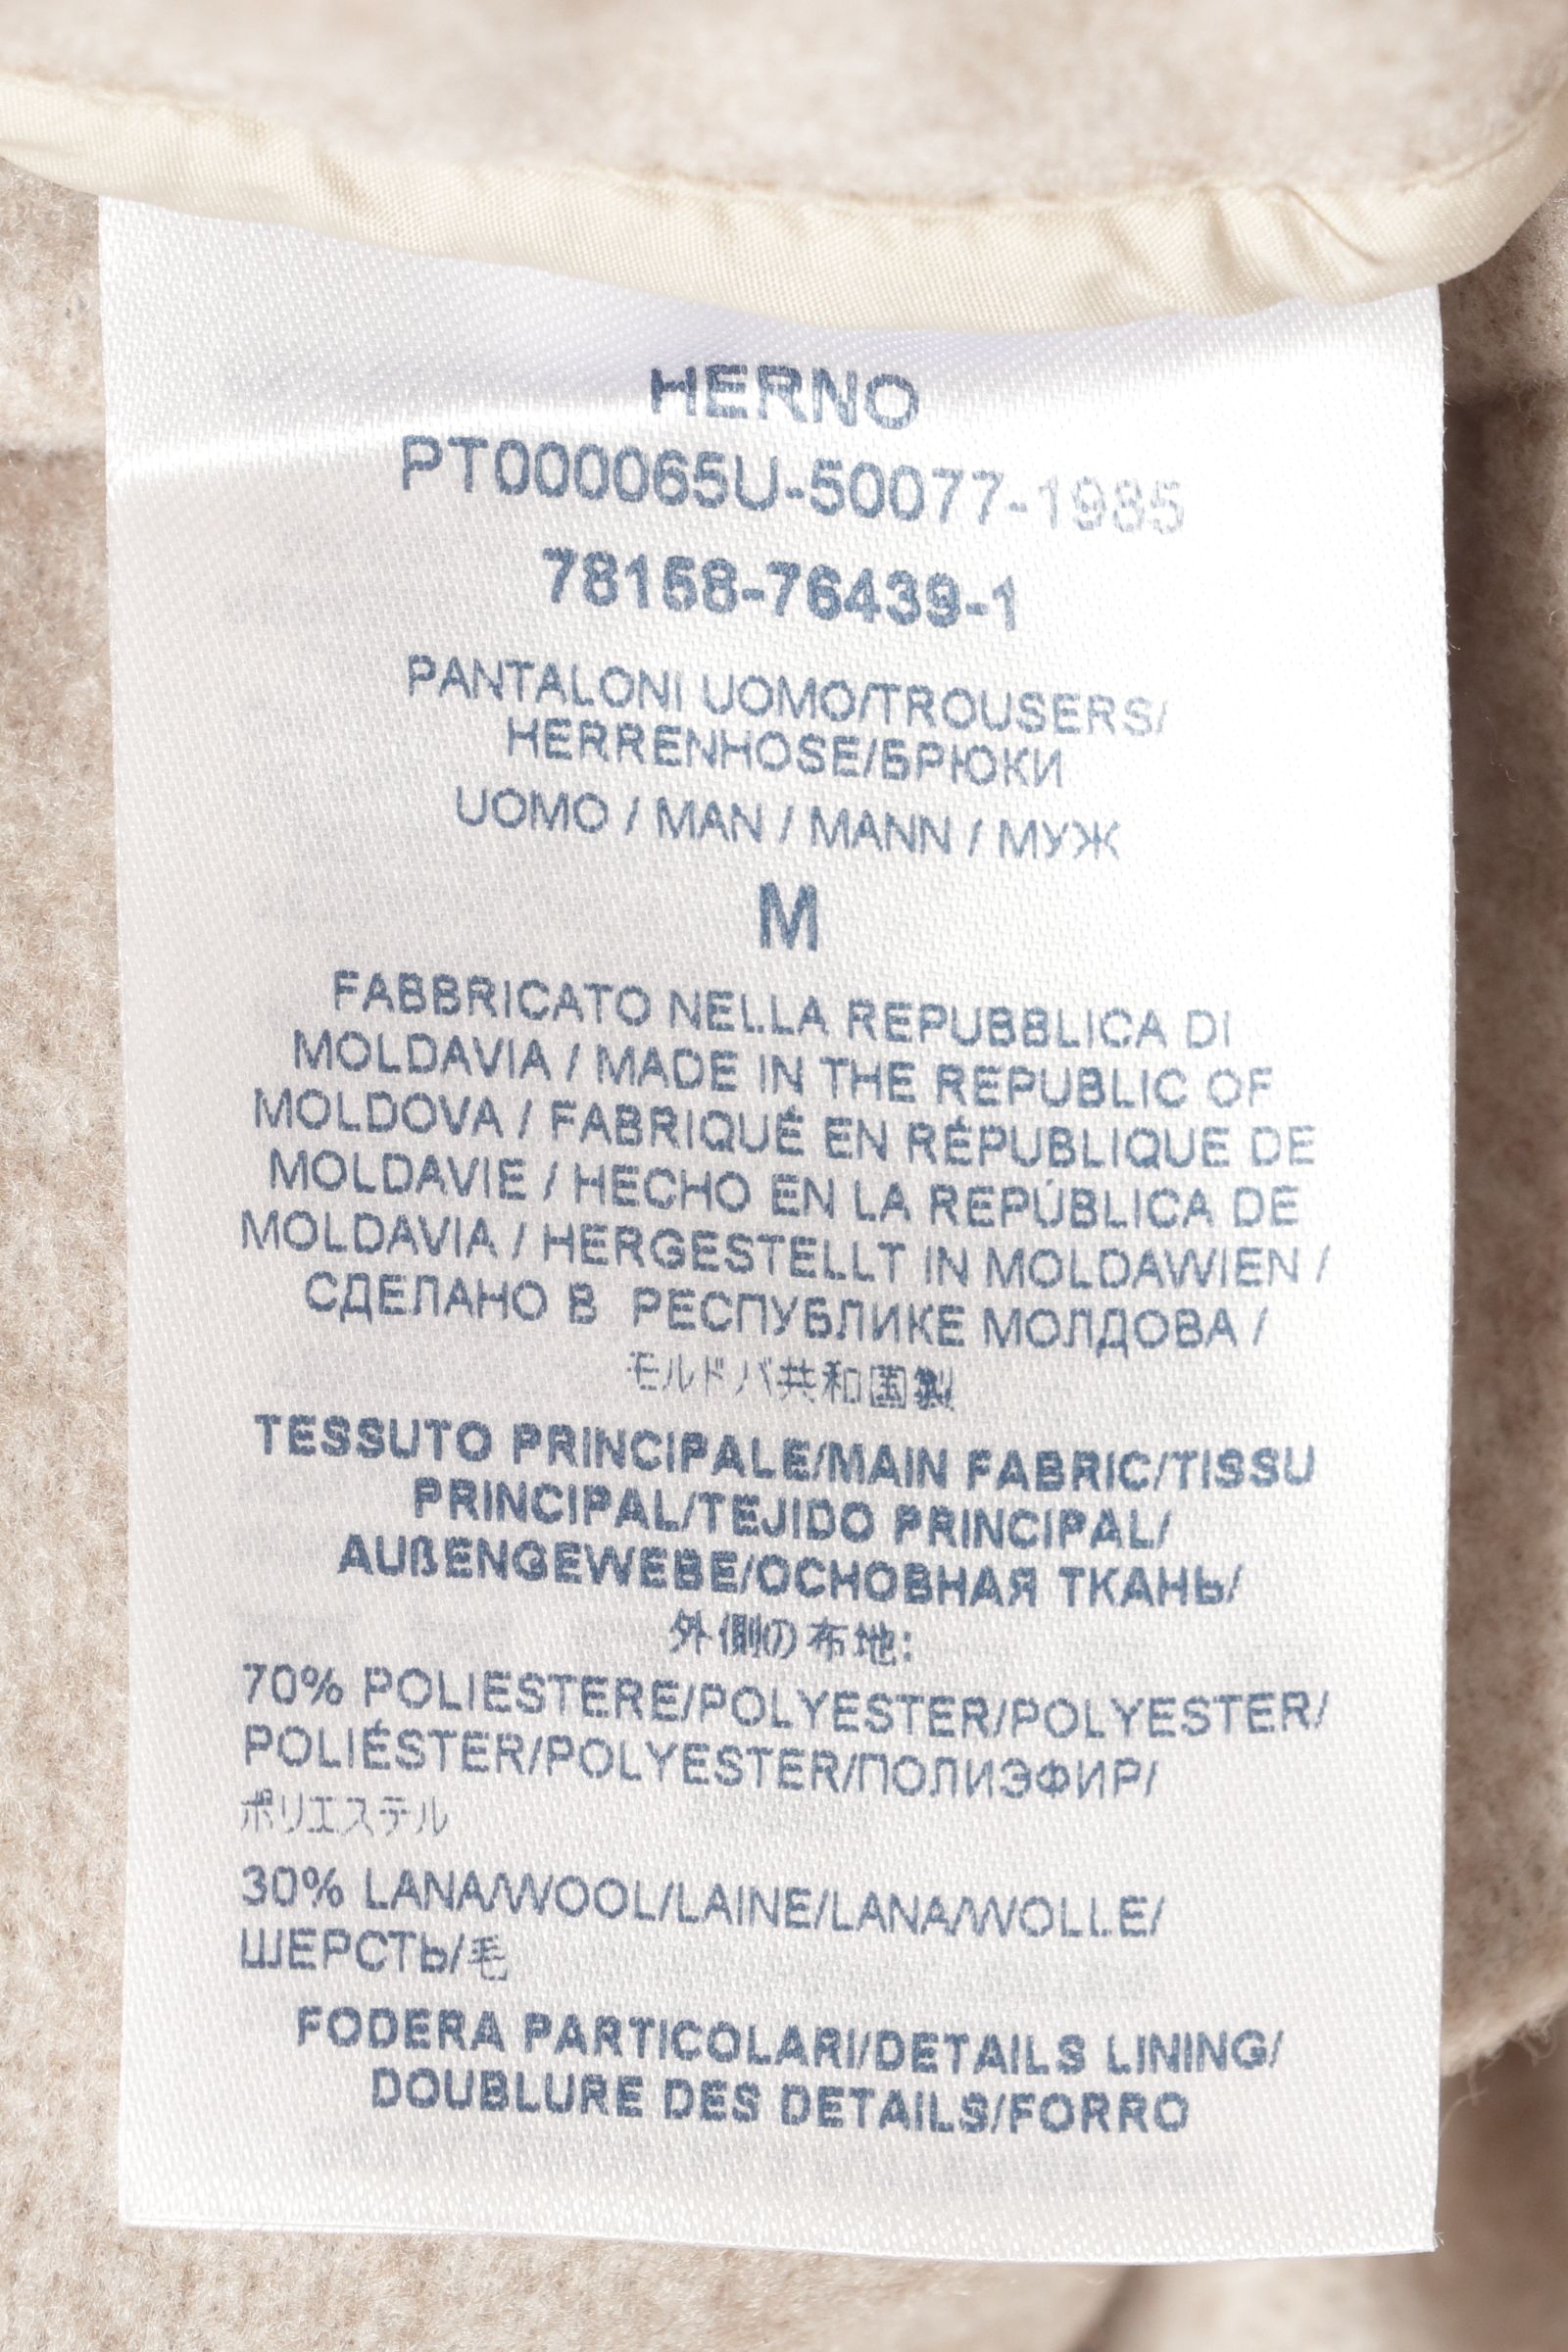 HERNO
PT000065U-50077-1985
78158-76439-1
PANTALONI UOMO/TROUSERS/
HERRENHOSE/БРЮКИ
UOMO / MAN / MANN / МУЖ
M
FABBRICATO NELLA REPUBBLICA DI
MOLDAVIA / MADE IN THE REPUBLIC OF
MOLDOVA / FABRIQUÉ EN RÉPUBLIQUE DE
MOLDAVIE / HECHO EN LA REPÚBLICA DE
MOLDAVIA / HERGESTELLT IN MOLDAWIEN /
СДЕЛАНО В РЕСПУБЛИКЕ МОЛДОВА /
モルドバ共和国製
TESSUTO PRINCIPALE/MAIN FABRIC/TISSU
PRINCIPAL/TEJIDO PRINCIPAL/
AUßENGEWEBE/ОСНОВНАЯ ТКАНЬ/
外側の布地:
70% POLIESTERE/POLYESTER/POLYESTER/
POLIÉSTER/POLYESTER/ПОЛИЭФИР/
ポリエステル
30% LANA/WOOL/LAINE/LANA/WOLLE/
ШЕРСТЬ/毛
FODERA PARTICOLARI/DETAILS LINING/
DOUBLURE DES DETAILS/FORRO